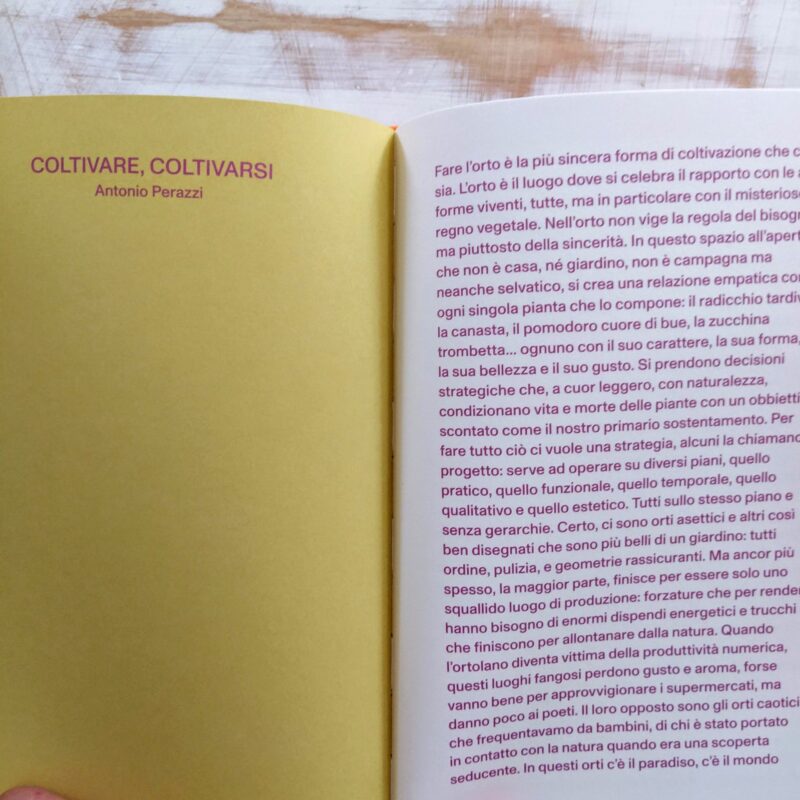 COLTIVARE, COLTIVARSI
Antonio Perazzi
Fare l'orto è la più sincera forma di coltivazione che c
sia. L'orto è il luogo dove si celebra il rapporto con le a
forme viventi, tutte, ma in particolare con il misterioso
regno vegetale. Nell'orto non vige la regola del bisogn
ma piuttosto della sincerità. In questo spazio all'apert
che non è casa, né giardino, non è campagna ma
neanche selvatico, si crea una relazione empatica con
ogni singola pianta che lo compone: il radicchio tardiv
la canasta, il pomodoro cuore di bue, la zucchina
trombetta... ognuno con il suo carattere, la sua forma,
la sua bellezza e il suo gusto. Si prendono decisioni
strategiche che, a cuor leggero, con naturalezza,
condizionano vita e morte delle piante con un obbietti
scontato come il nostro primario sostentamento. Per
fare tutto ciò ci vuole una strategia, alcuni la chiamano
progetto: serve ad operare su diversi piani, quello
pratico, quello funzionale, quello temporale, quello
qualitativo e quello estetico. Tutti sullo stesso piano e
senza gerarchie. Certo, ci sono orti asettici e altri così
ben disegnati che sono più belli di un giardino: tutti
ordine, pulizia, e geometrie rassicuranti. Ma ancor più
spesso, la maggior parte, finisce per essere solo uno
squallido luogo di produzione: forzature che per render
hanno bisogno di enormi dispendi energetici e trucchi
che finiscono per allontanare dalla natura. Quando
l'ortolano diventa vittima della produttività numerica,
questi luoghi fangosi perdono gusto e aroma, forse
vanno bene per approvvigionare i supermercati, ma
danno poco ai poeti. Il loro opposto sono gli orti caotici
che frequentavamo da bambini, di chi è stato portato
in contatto con la natura quando era una scoperta
seducente. In questi orti c'è il paradiso, c'è il mondo